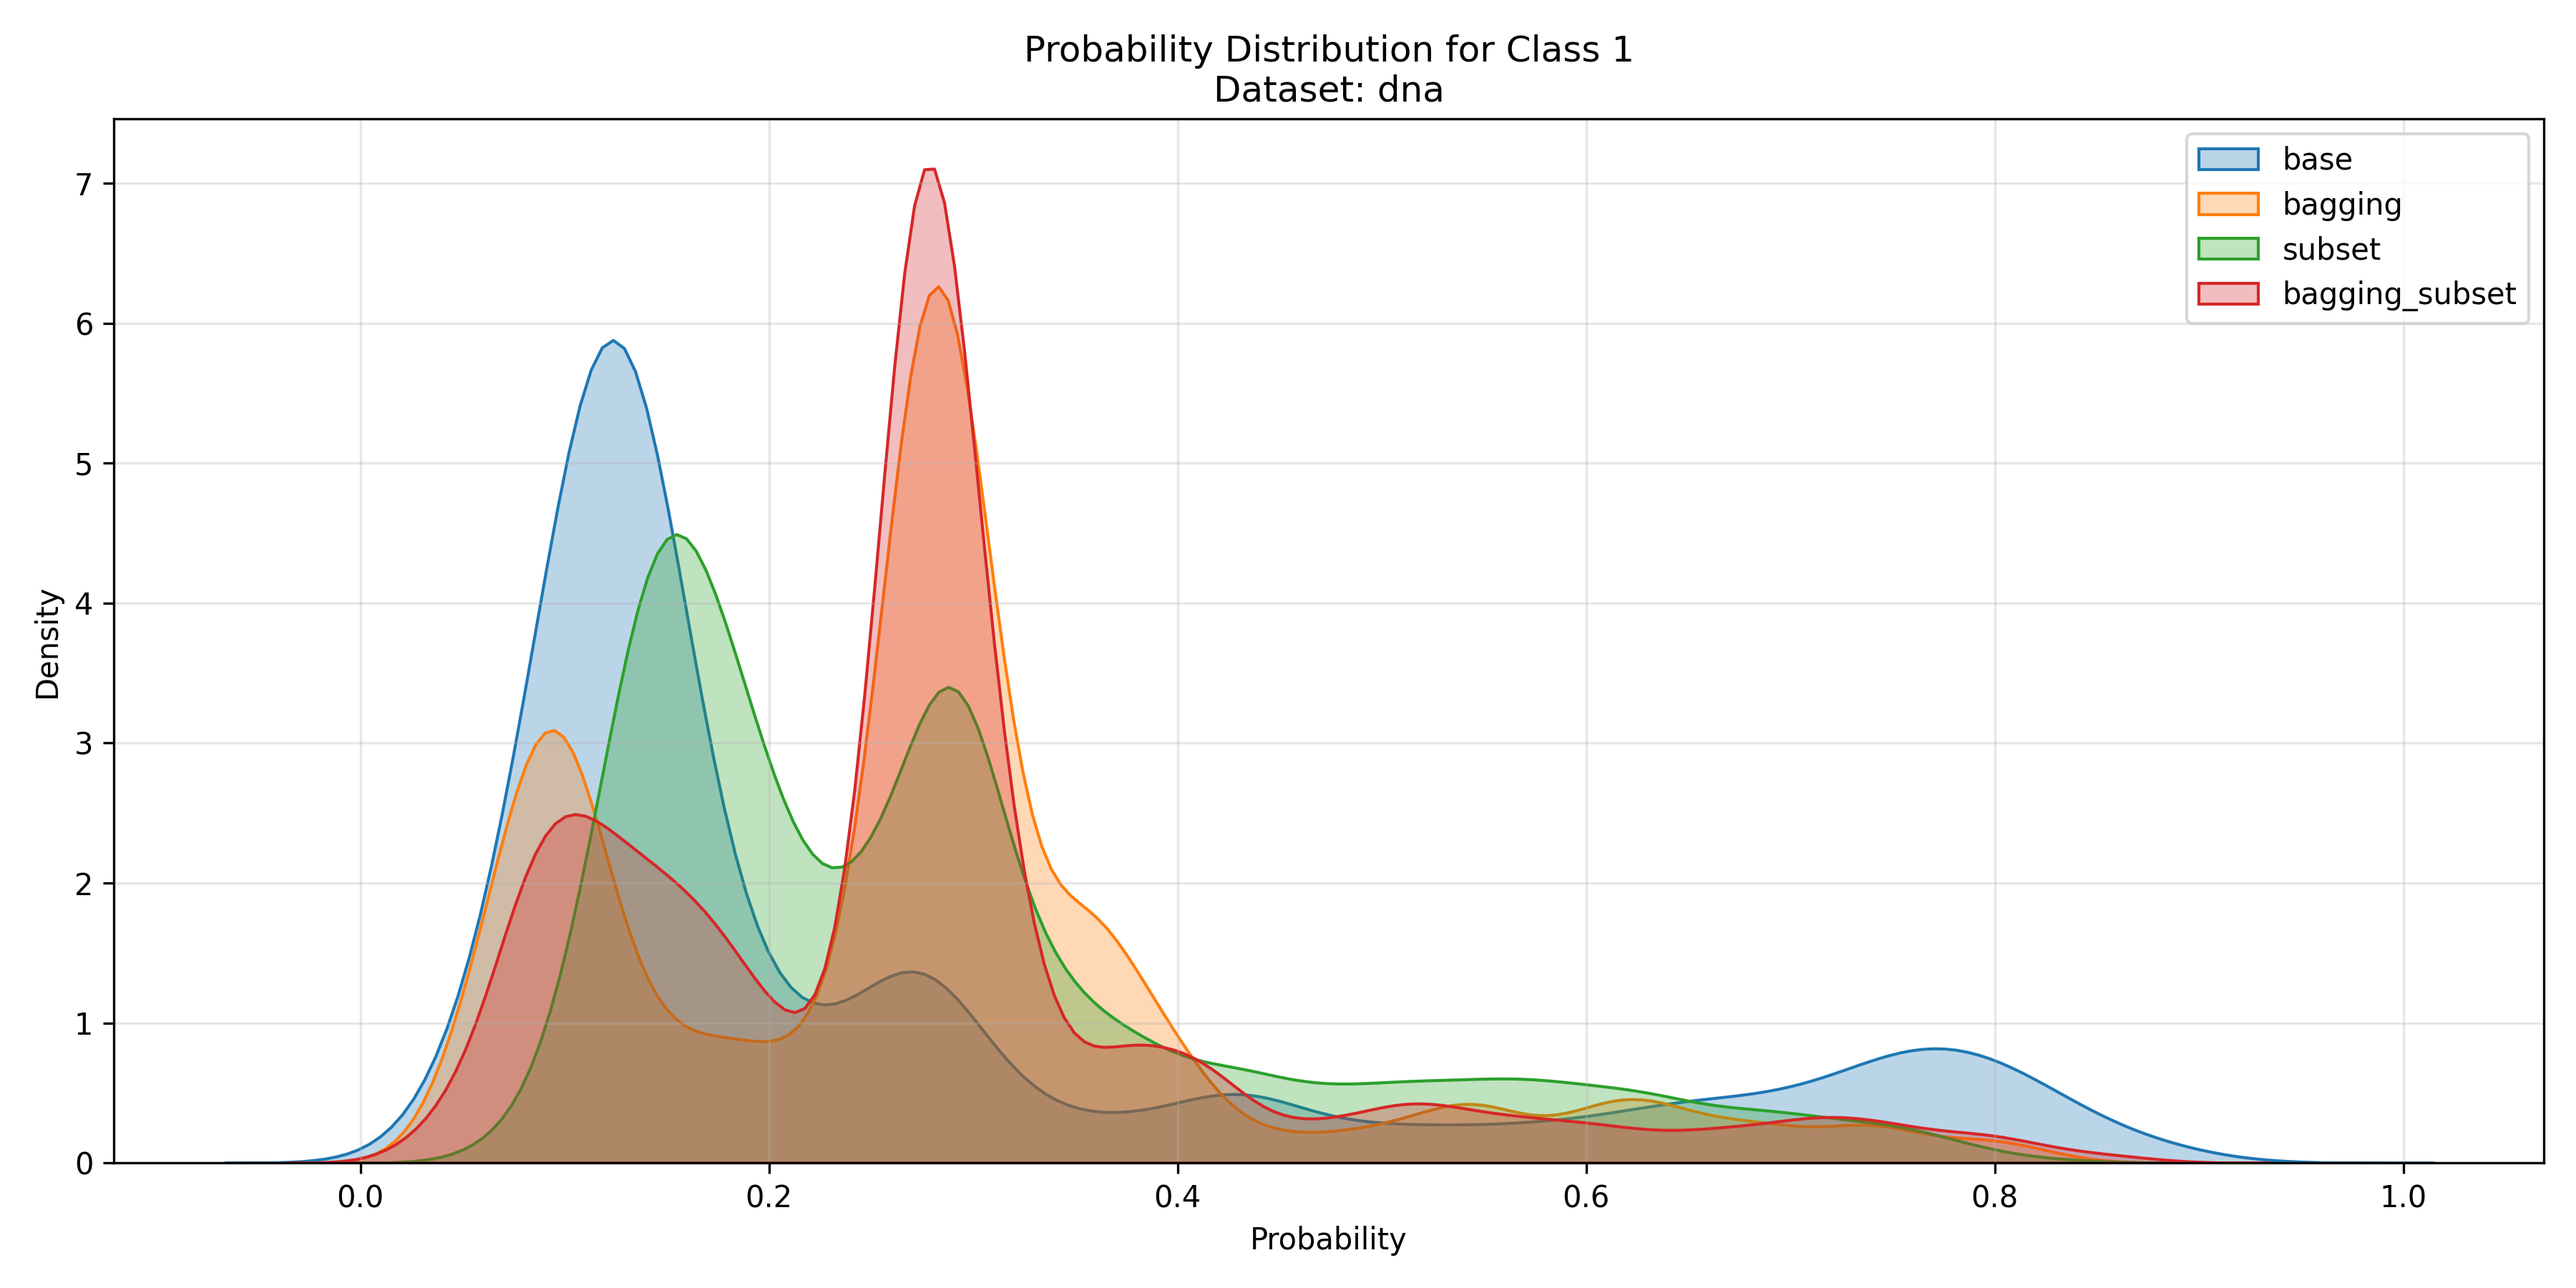 Probability Distribution for Class 1
Dataset: dna
base
bagging
subset
bagging_subset
Density
7
6
5
4
3
2
1
0
0.0 0.2 0.4 0.6 0.8 1.0
Probability